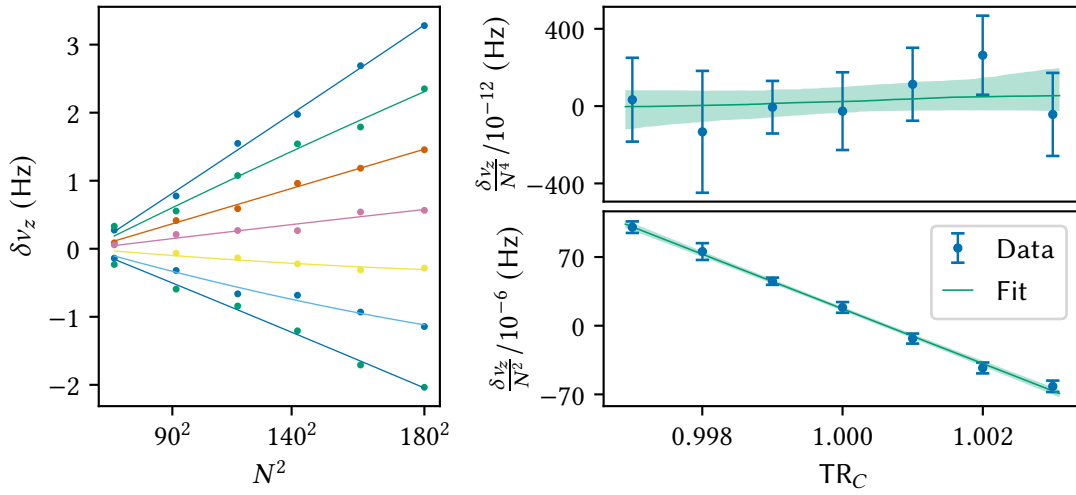 δν_z (Hz)
3
2
1
0
−1
−2
90² 140² 180²
N²
δν_z/N⁴ /10⁻¹² (Hz)
400
0
−400
δν_z/N² /10⁻⁶ (Hz)
70
0
−70
Data
Fit
0.998 1.000 1.002
TR_C